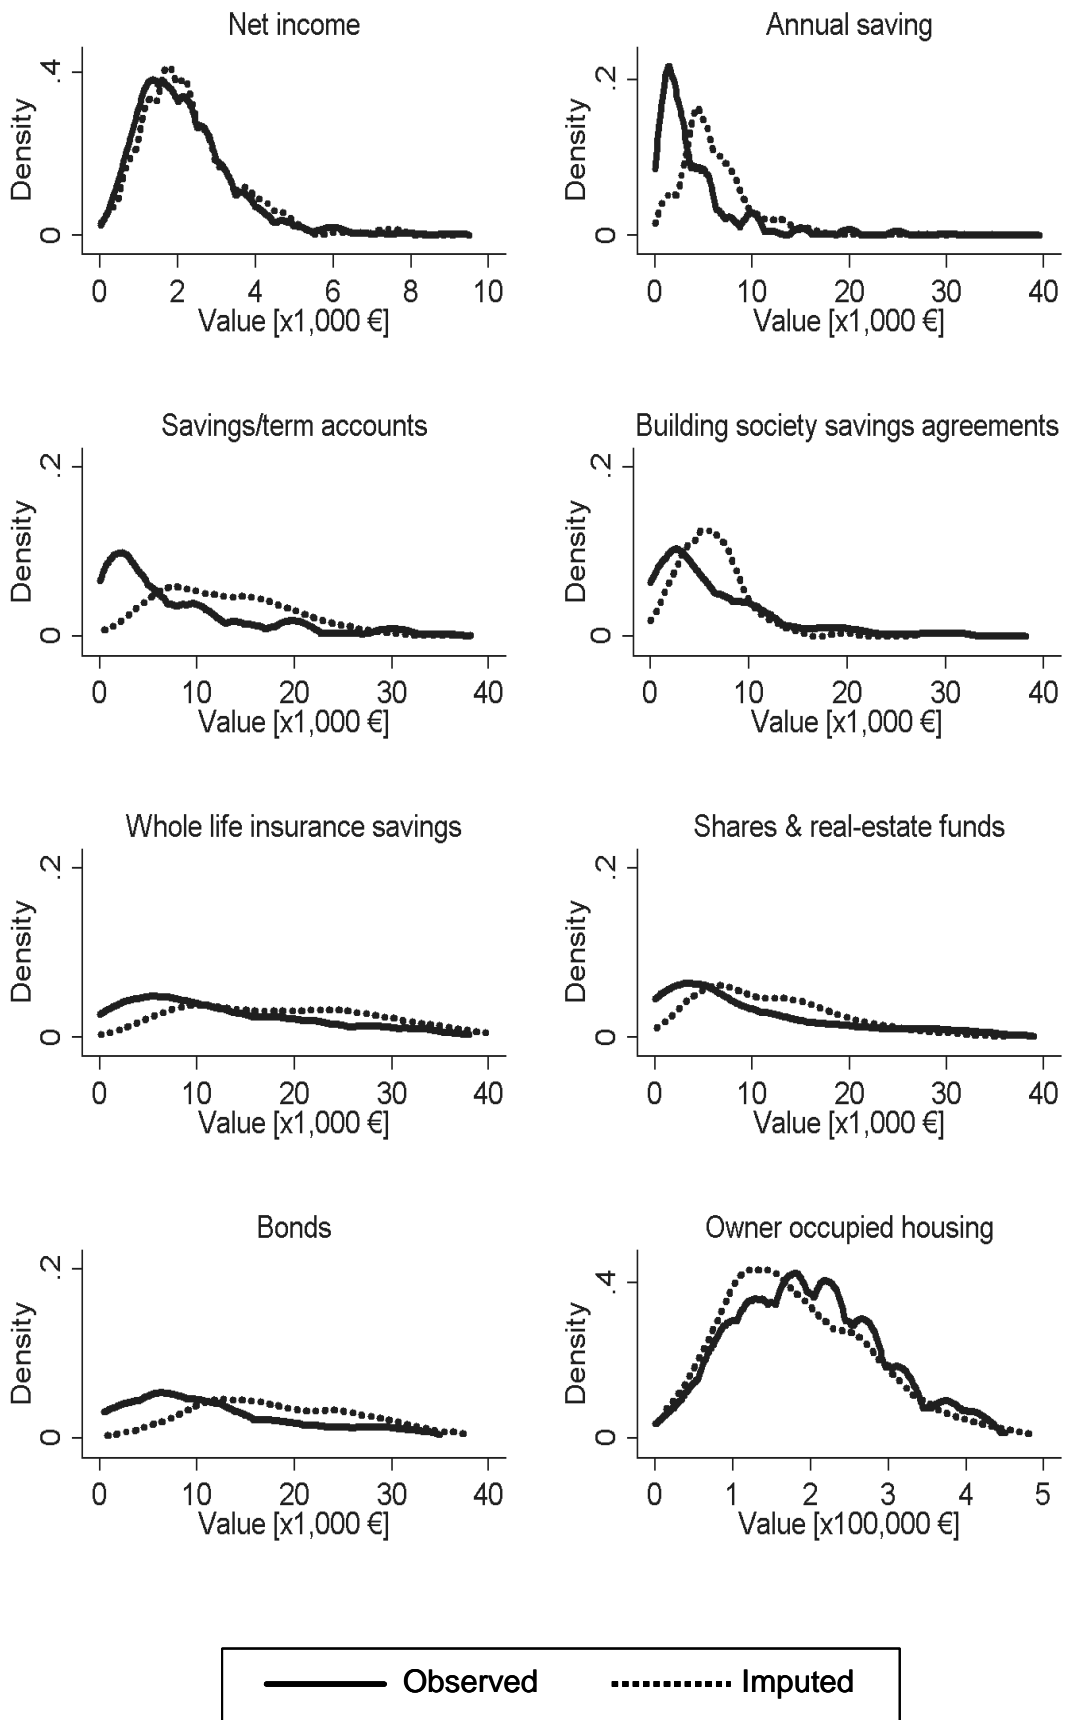 Net income
Density
.4
0
0 2 4 6 8 10
Value [x1,000 €]
Annual saving
Density
.2
0
0 10 20 30 40
Value [x1,000 €]
Savings/term accounts
Density
.2
0
0 10 20 30 40
Value [x1,000 €]
Building society savings agreements
Density
.2
0
0 10 20 30 40
Value [x1,000 €]
Whole life insurance savings
Density
.2
0
0 10 20 30 40
Value [x1,000 €]
Shares & real-estate funds
Density
.2
0
0 10 20 30 40
Value [x1,000 €]
Bonds
Density
.2
0
0 10 20 30 40
Value [x1,000 €]
Owner occupied housing
Density
.4
0
0 1 2 3 4 5
Value [x100,000 €]
Observed Imputed